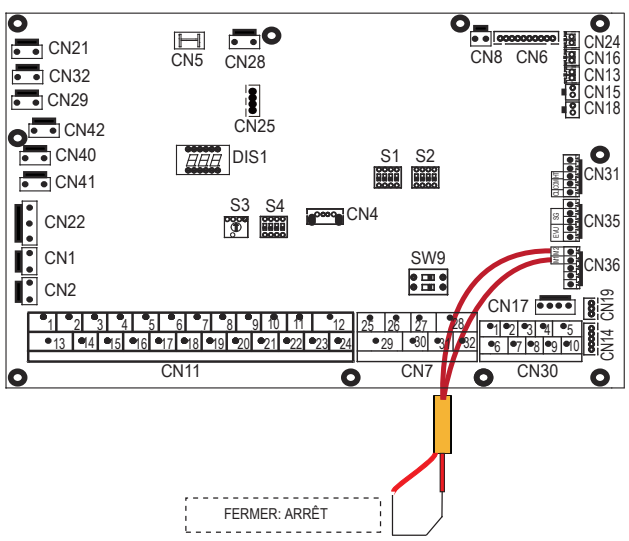 CN21
CN5
CN28
CN8
CN6
CN24
CN16
CN13
CN15
CN18
CN32
CN29
CN42
CN25
CN40
DIS1
CN41
S1
S2
CN31
CN22
S3
S4
CN4
SG
EVU
CN35
M1 M2
CN36
CN1
SW9
CN2
CN17
CN19
1 2 3 4 5 6 7 8 9 10 11 12
13 14 15 16 17 18 19 20 21 22 23 24
CN11
25 26 27 28
29 30 31 32
CN7
1 2 3 4 5
6 7 8 9 10
CN30
CN14
FERMER: ARRÊT